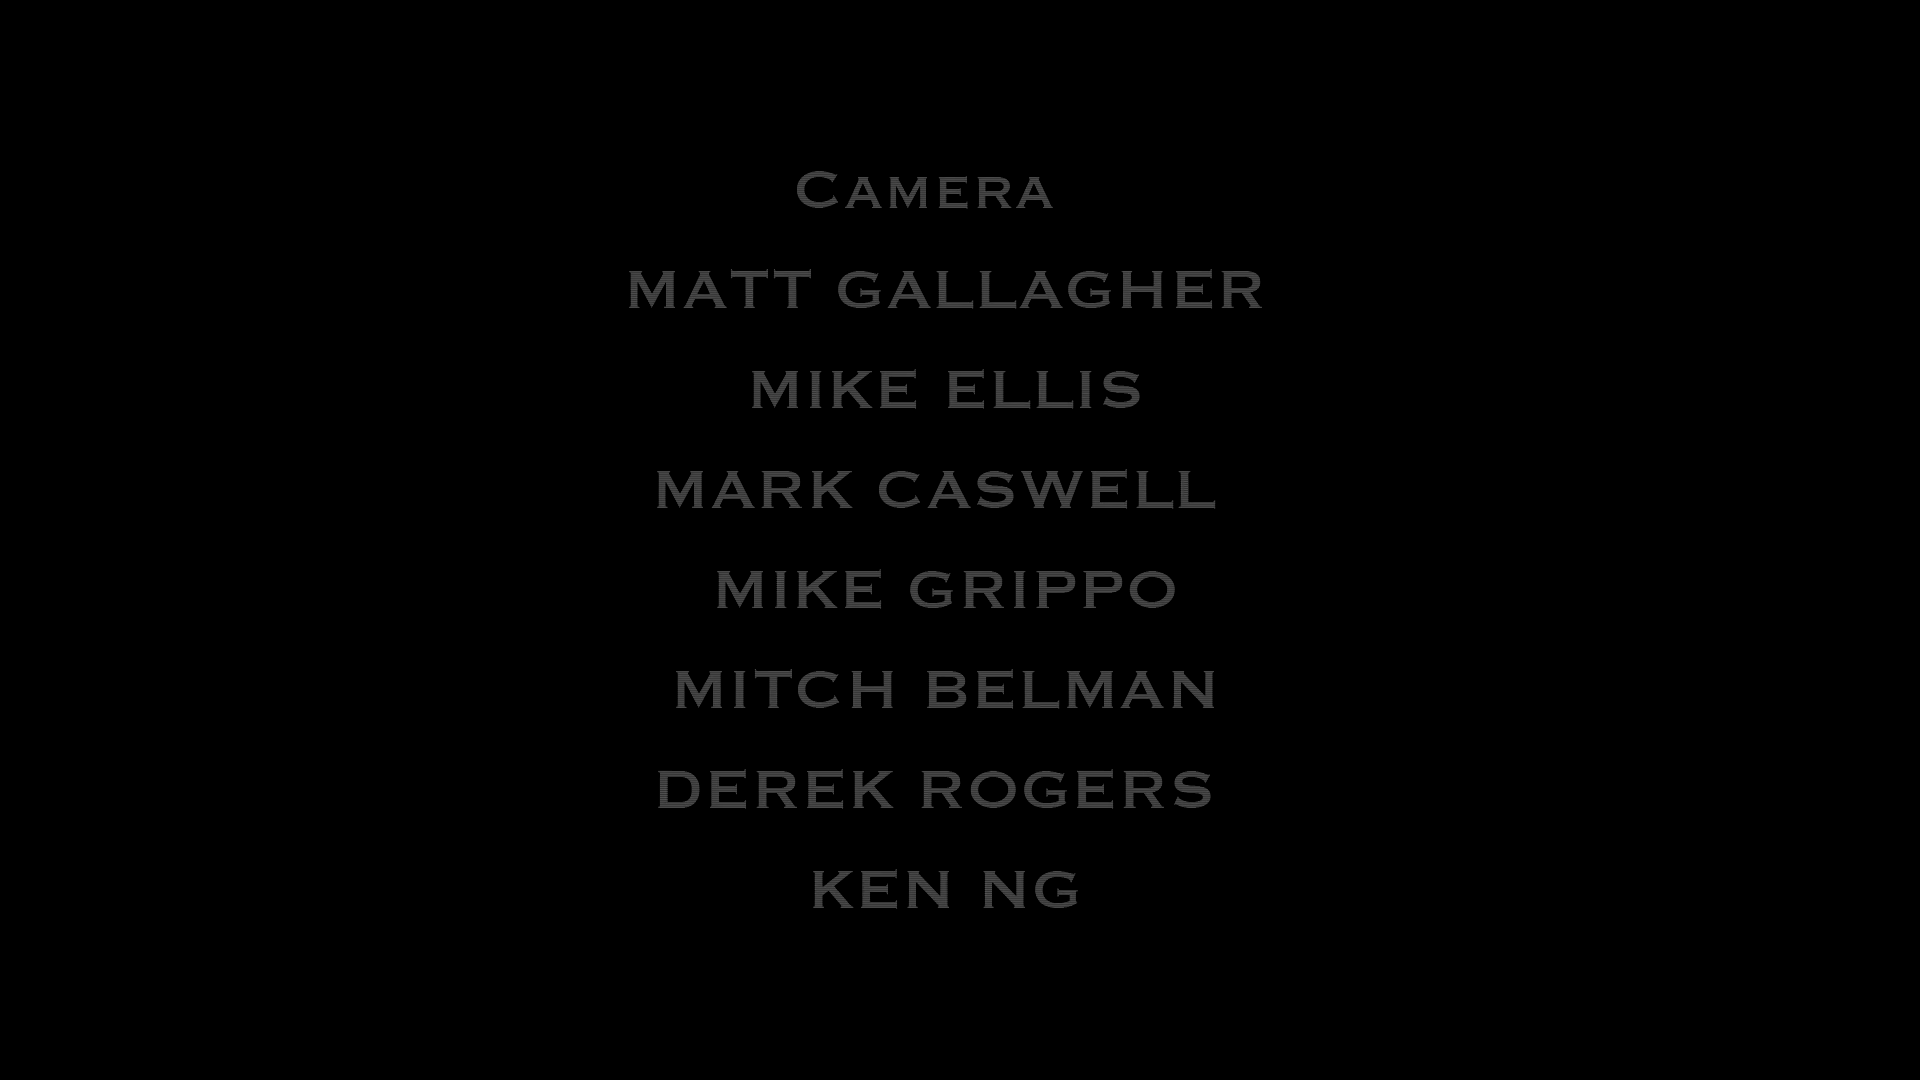 Camera
MATT GALLAGHER
MIKE ELLIS
MARK CASWELL
MIKE GRIPPO
MITCH BELMAN
DEREK ROGERS
KEN NG